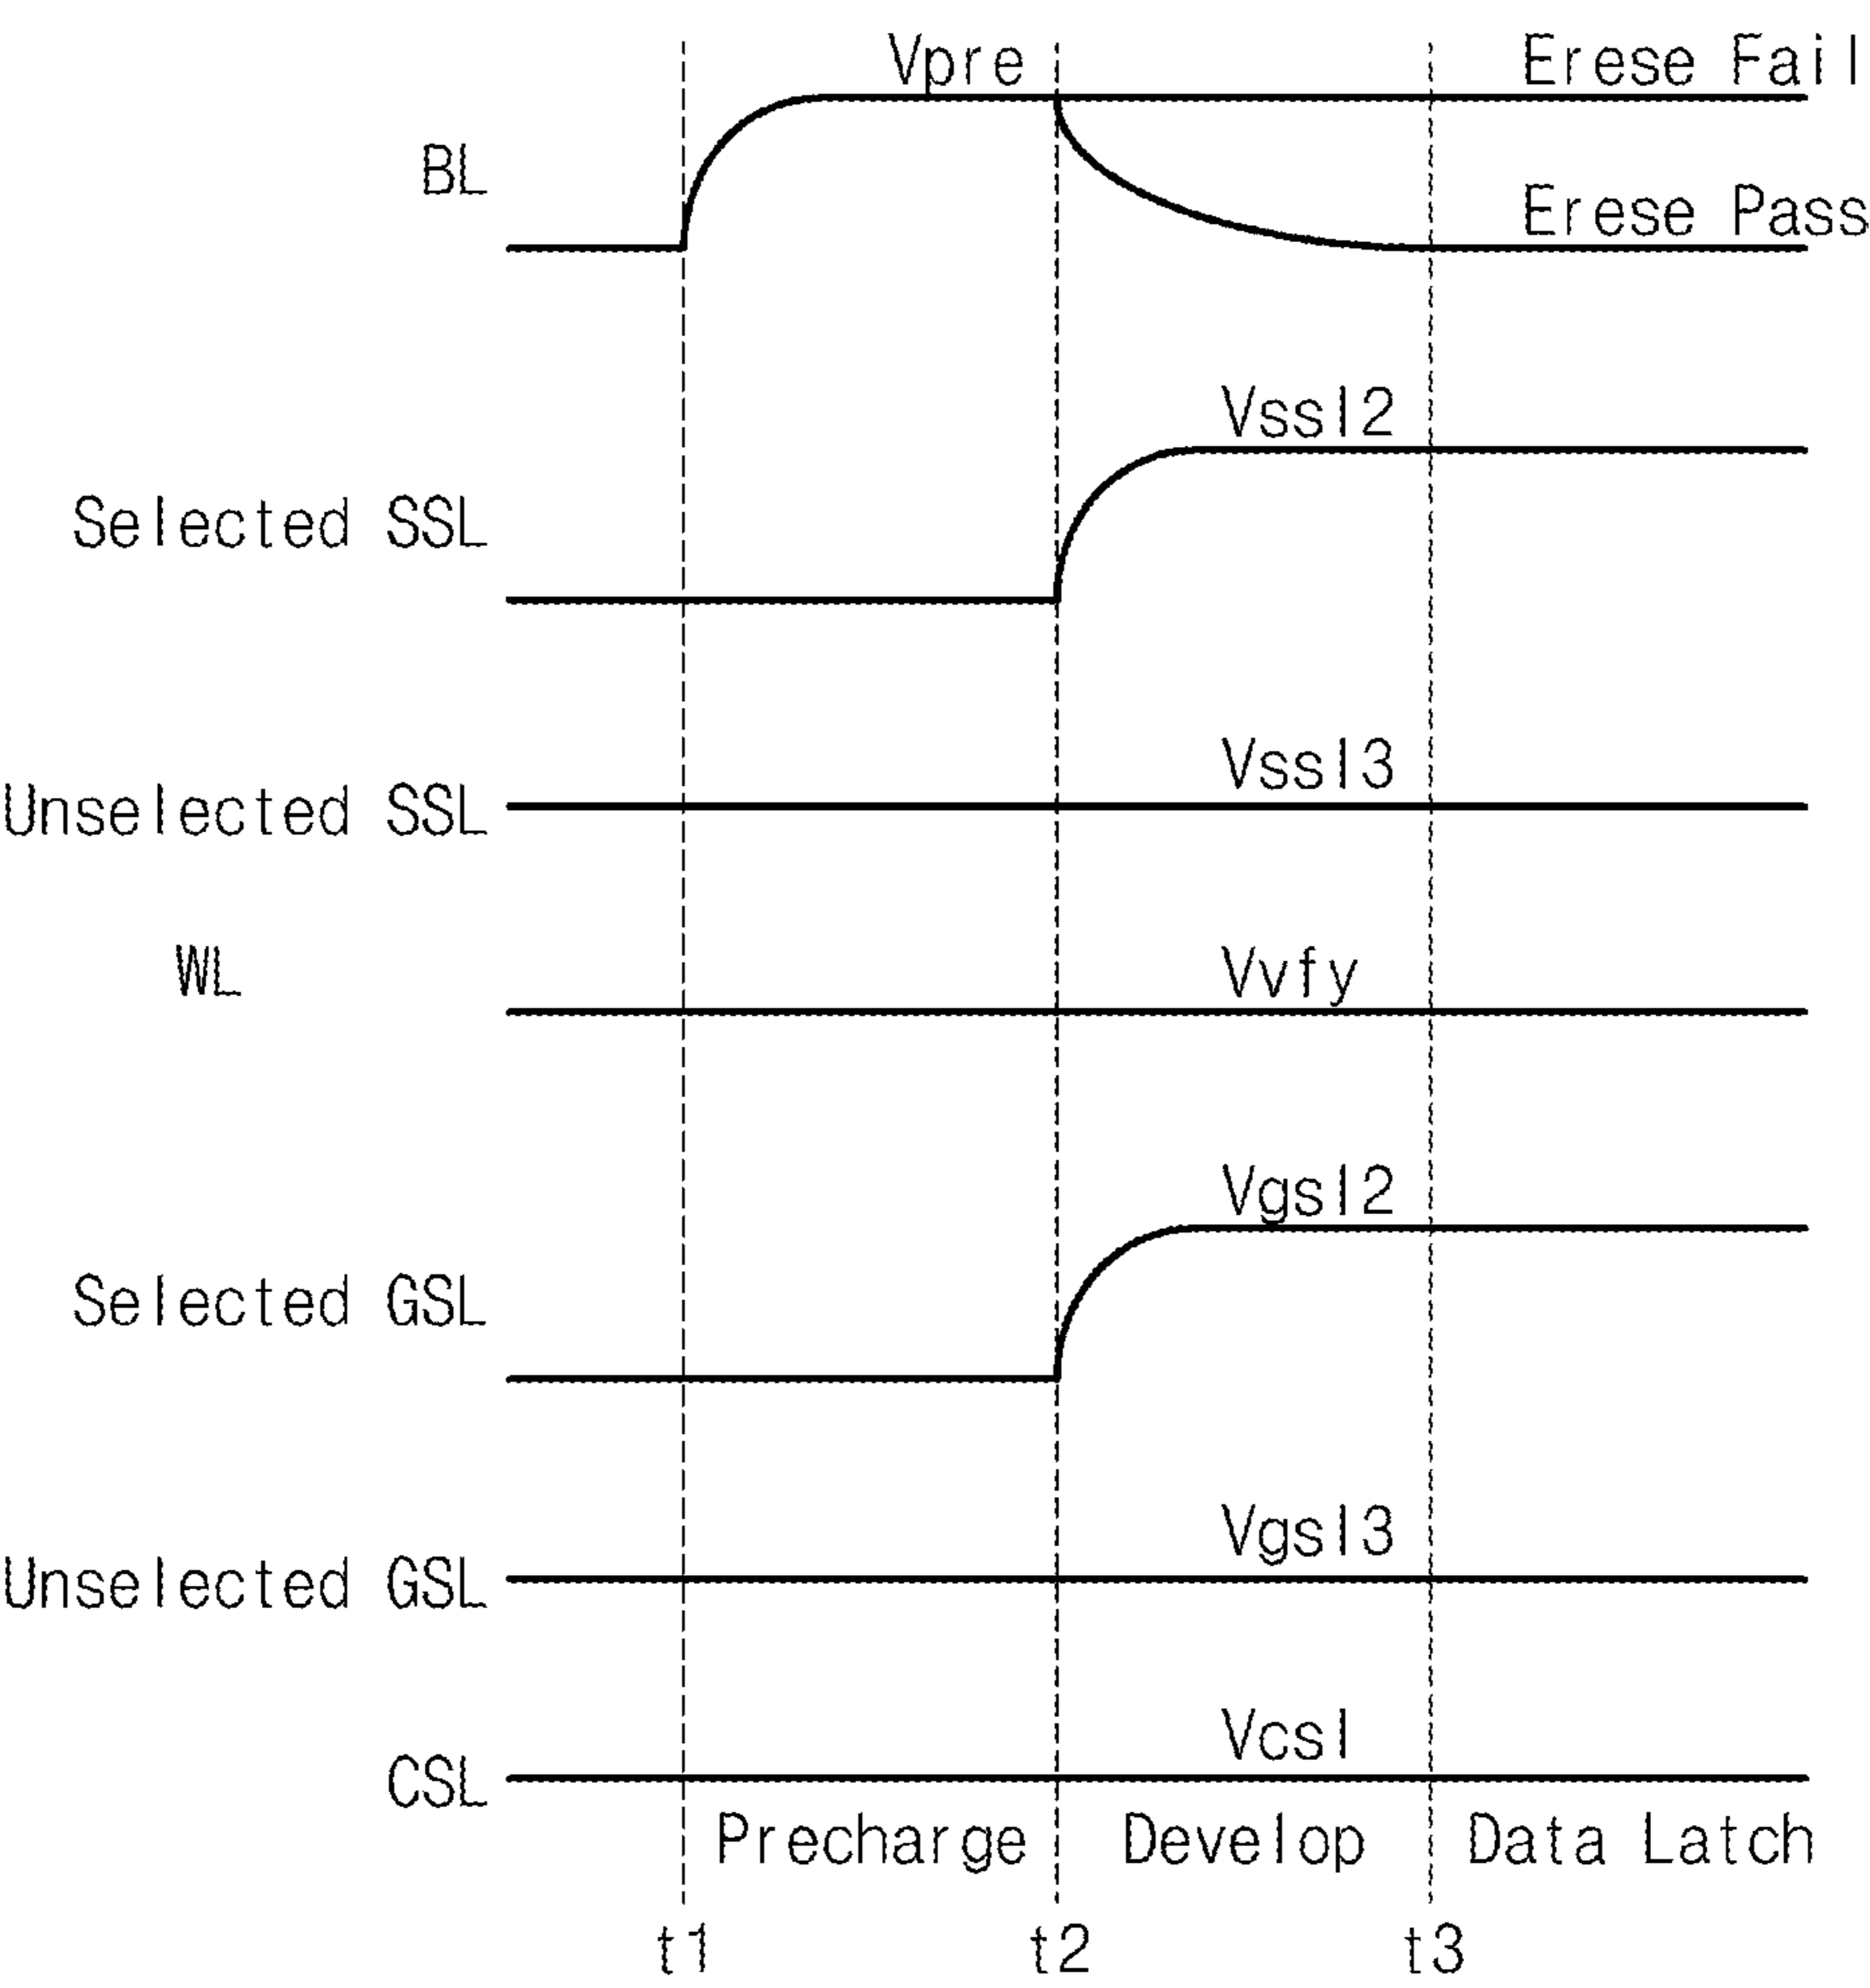 Vpre
Erese Fail
BL
Erese Pass
Vssl2
Selected SSL
Vssl3
Unselected SSL
WL
Vvfy
Vgsl2
Selected GSL
Vgsl3
Unselected GSL
Vcsl
CSL
Precharge
Develop
Data Latch
t1
t2
t3